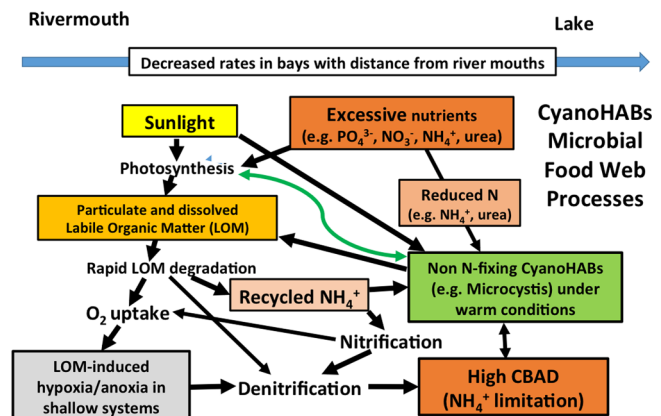 Rivermouth
Lake
Decreased rates in bays with distance from river mouths
Sunlight
Excessive nutrients
(e.g. PO₄³⁻, NO₃⁻, NH₄⁺, urea)
CyanoHABs
Microbial
Food Web
Processes
Photosynthesis
Reduced N
(e.g. NH₄⁺, urea)
Particulate and dissolved
Labile Organic Matter (LOM)
Rapid LOM degradation
Non N-fixing CyanoHABs
(e.g. Microcystis) under
warm conditions
Recycled NH₄⁺
O₂ uptake
Nitrification
LOM-induced
hypoxia/anoxia in
shallow systems
Denitrification
High CBAD
(NH₄⁺ limitation)